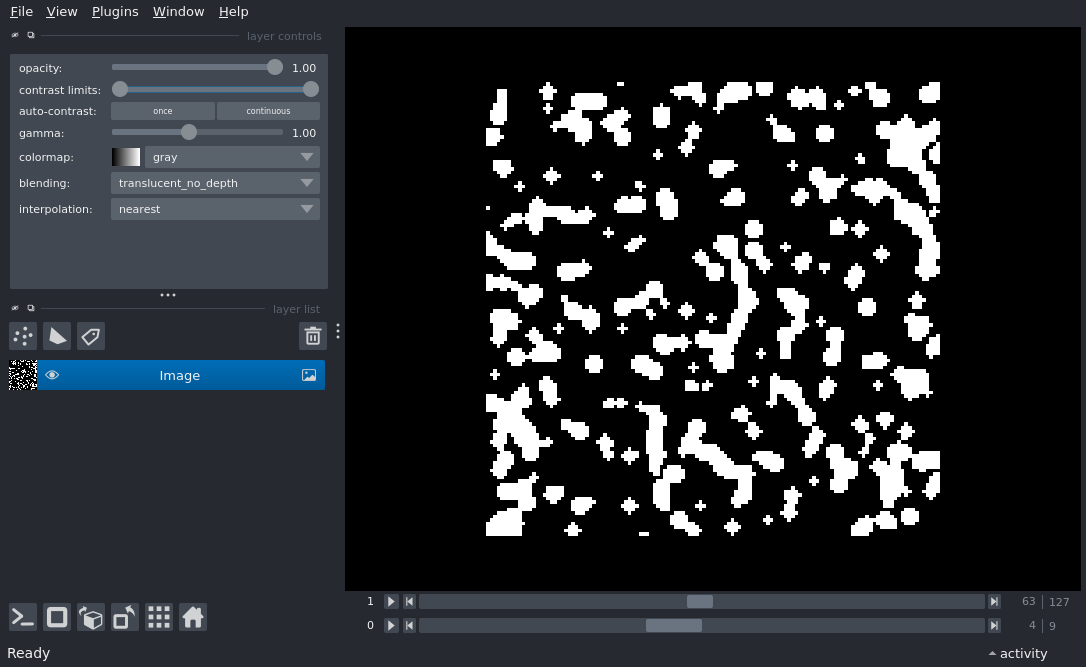 File View Plugins Window Help
layer controls
opacity: 1.00
contrast limits:
auto-contrast: once continuous
gamma: 1.00
colormap: gray
blending: translucent_no_depth
interpolation: nearest
layer list
Image
1 63 127
0 4 9
Ready activity